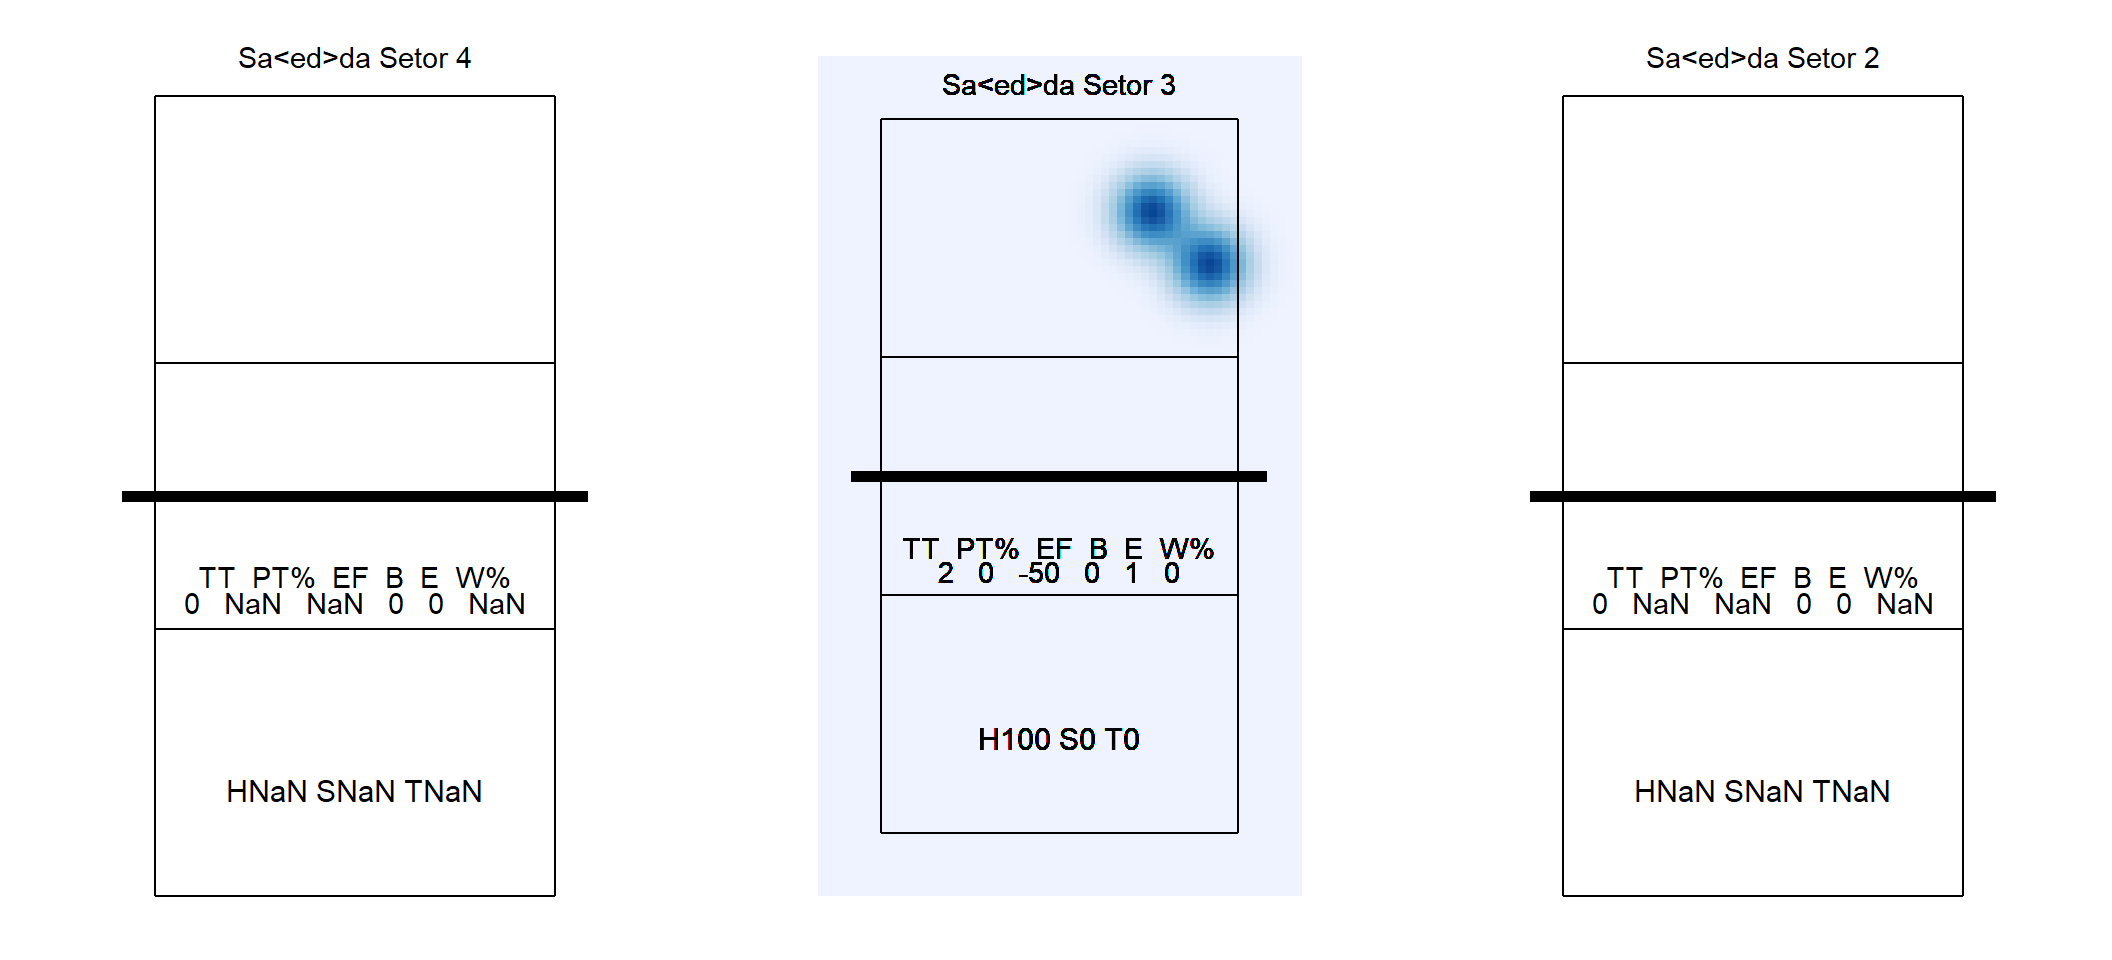 Sa<ed>da Setor 4
TT PT% EF B E W%
0 NaN NaN 0 0 NaN
HNaN SNaN TNaN
Sa<ed>da Setor 3
TT PT% EF B E W%
2 0 -50 0 1 0
H100 S0 T0
Sa<ed>da Setor 2
TT PT% EF B E W%
0 NaN NaN 0 0 NaN
HNaN SNaN TNaN